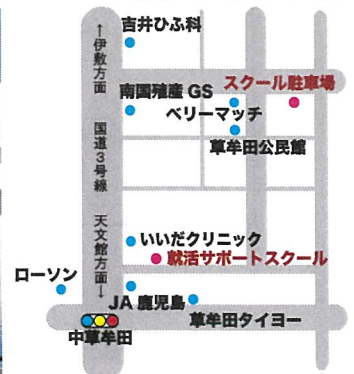 吉井ひふ科
↑伊敷方面　国道３号線　天文館方面↓
スクール駐車場
南国殖産 GS
ベリーマッチ
草牟田公民館
いいだクリニック
就活サポートスクール
ローソン
JA 鹿児島
草牟田タイヨー
中草牟田